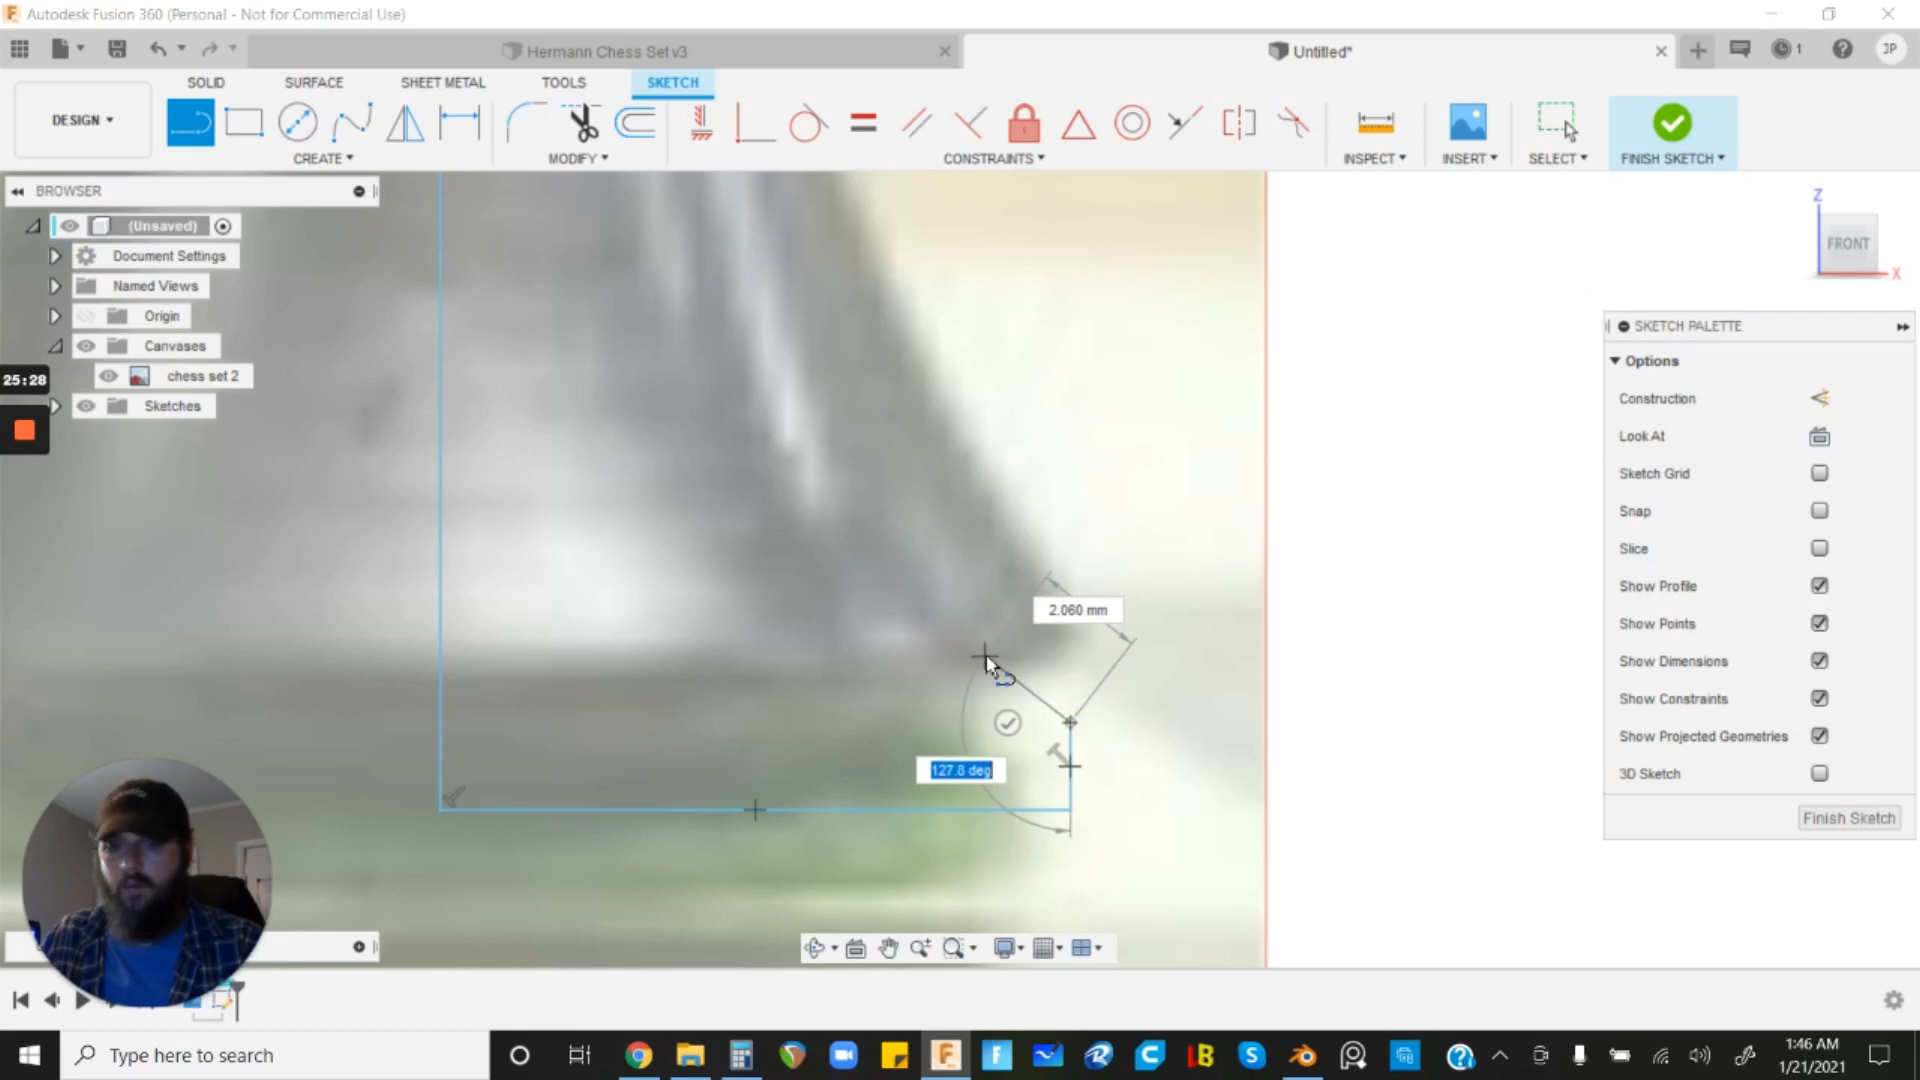 Autodesk Fusion 360 (Personal - Not for Commercial Use)
Hermann Chess Set v3
Untitled*
1
JP
DESIGN
SOLID
SURFACE
SHEET METAL
TOOLS
SKETCH
CREATE
MODIFY
CONSTRAINTS
INSPECT
INSERT
SELECT
FINISH SKETCH
BROWSER
(Unsaved)
Document Settings
Named Views
Origin
Canvases
chess set 2
Sketches
25:28
Z
FRONT
X
SKETCH PALETTE
Options
Construction
Look At
Sketch Grid
Snap
Slice
Show Profile
Show Points
Show Dimensions
Show Constraints
Show Projected Geometries
3D Sketch
Finish Sketch
2.060 mm
127.8 deg
Type here to search
1:46 AM
1/21/2021